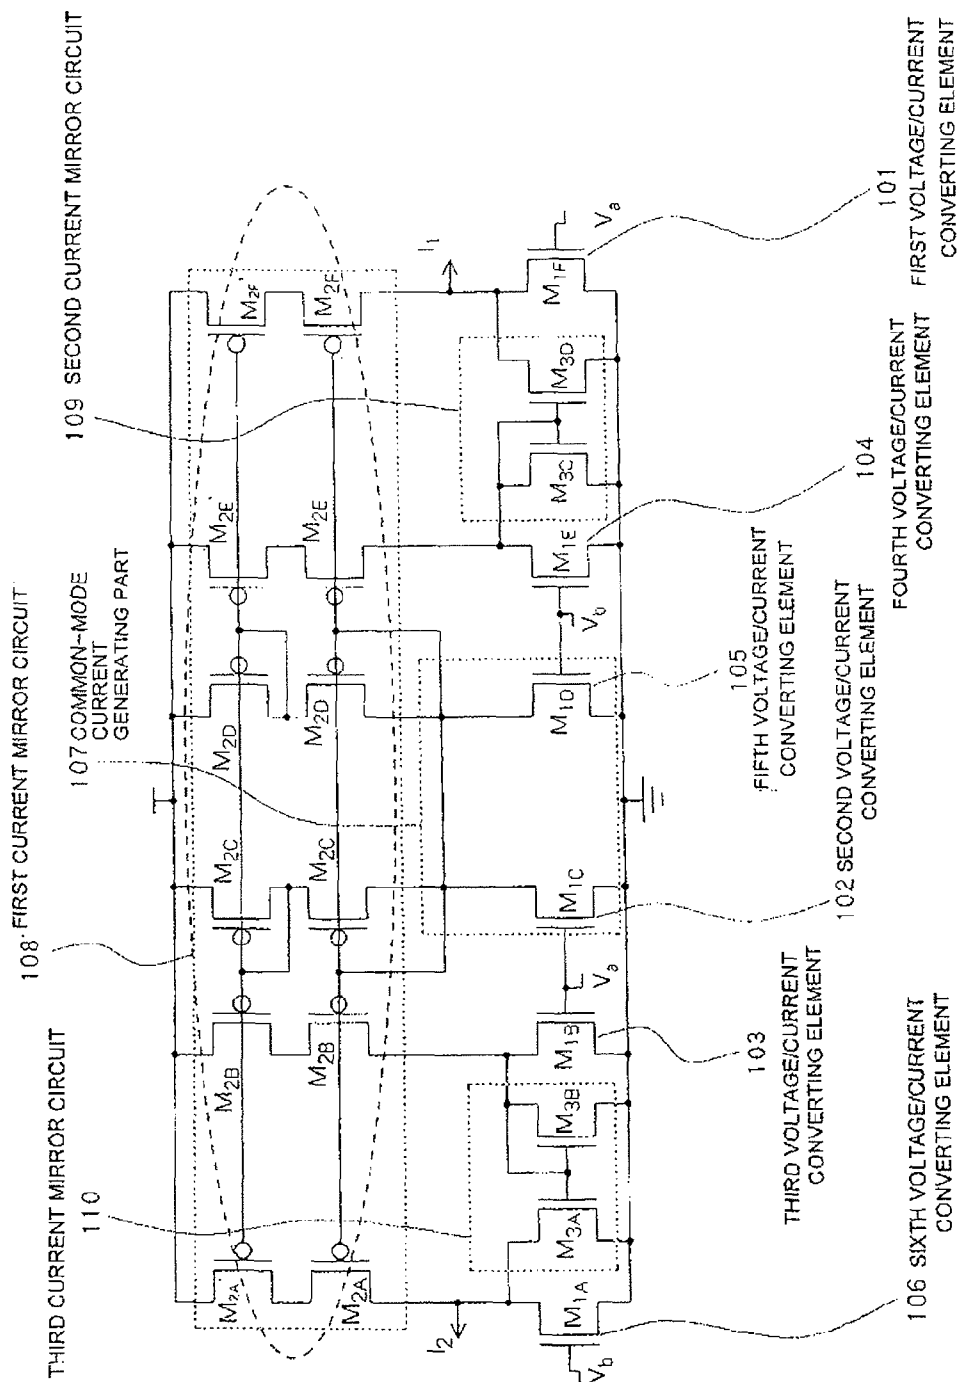 THIRD CURRENT MIRROR CIRCUIT
110
108 FIRST CURRENT MIRROR CIRCUIT
107 COMMON-MODE
CURRENT
GENERATING PART
109 SECOND CURRENT MIRROR CIRCUIT
M2A
M2B
M2C
M2D
M2E'
M2F'
M2A
M2B
M2C
M2D
M2E
M2F
I2
I1
M3A
M3B
M3C
M3D
Vb
M1A
M1B
Va
M1C
M1D
Vb
M1E
M1F
Va
106 SIXTH VOLTAGE/CURRENT
CONVERTING ELEMENT
103
THIRD VOLTAGE/CURRENT
CONVERTING ELEMENT
102 SECOND VOLTAGE/CURRENT
CONVERTING ELEMENT
105
FIFTH VOLTAGE/CURRENT
CONVERTING ELEMENT
104
FOURTH VOLTAGE/CURRENT
CONVERTING ELEMENT
101
FIRST VOLTAGE/CURRENT
CONVERTING ELEMENT